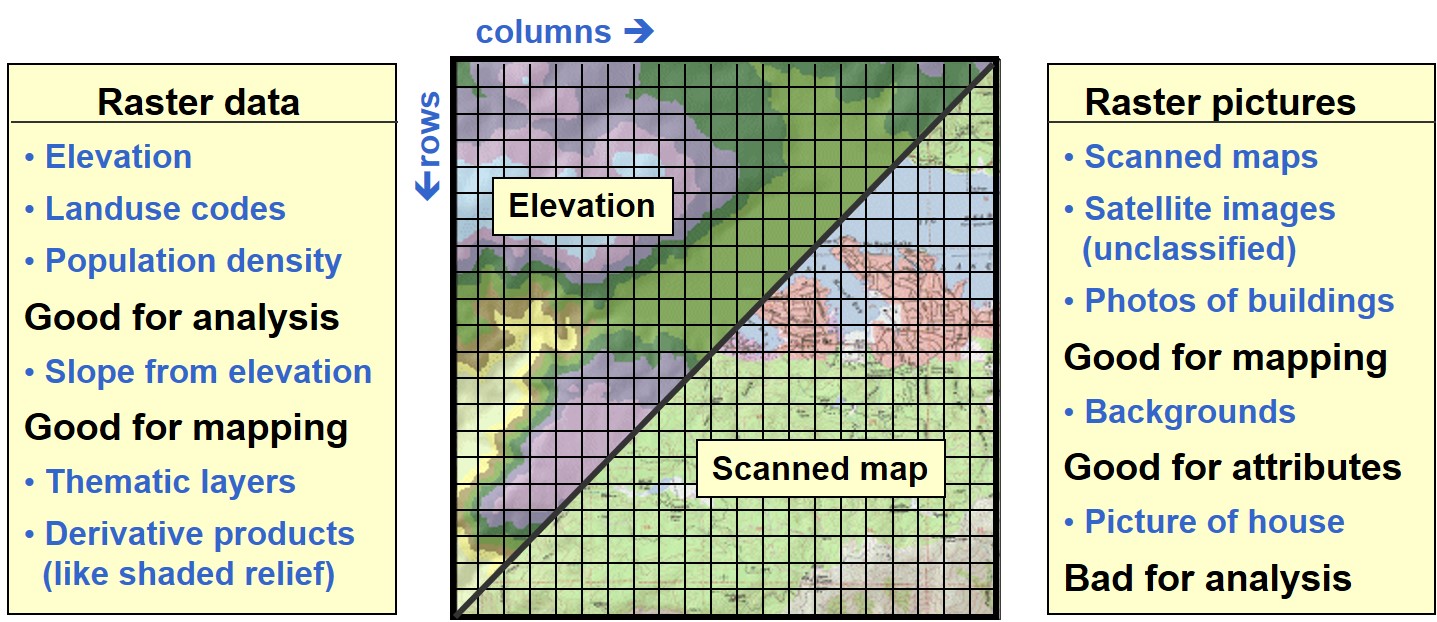 columns →
←rows
Raster data
• Elevation
• Landuse codes
• Population density
Good for analysis
• Slope from elevation
Good for mapping
• Thematic layers
• Derivative products
(like shaded relief)
Elevation
Scanned map
Raster pictures
• Scanned maps
• Satellite images
(unclassified)
• Photos of buildings
Good for mapping
• Backgrounds
Good for attributes
• Picture of house
Bad for analysis